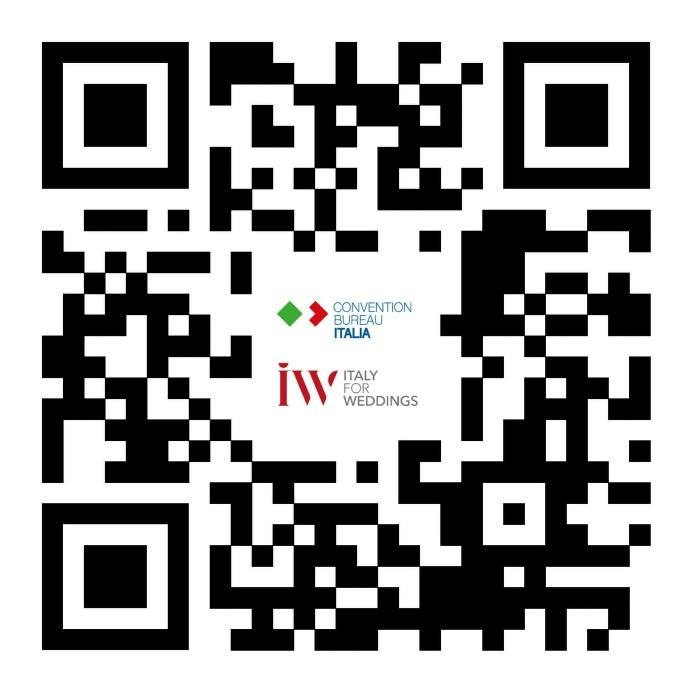 CONVENTION
BUREAU
ITALIA
iw ITALY
FOR
WEDDINGS